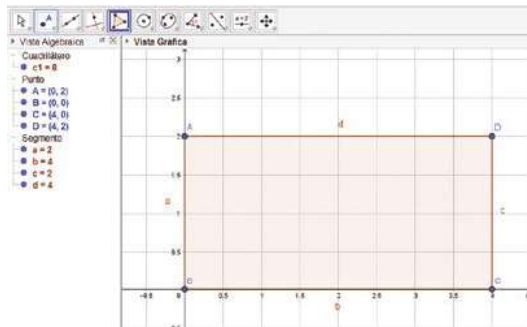 Vista Algebraica
Cuadrilátero
c1 = 8
Punto
A = (0, 2)
B = (0, 0)
C = (4, 0)
D = (4, 2)
Segmento
a = 2
b = 4
c = 2
d = 4
Vista Gráfica
3
2.5
A
d
D
2
1.5
a
c
1
0.5
0
B
C
-0.5
0
0.5
1
1.5
2
2.5
3
3.5
4
b